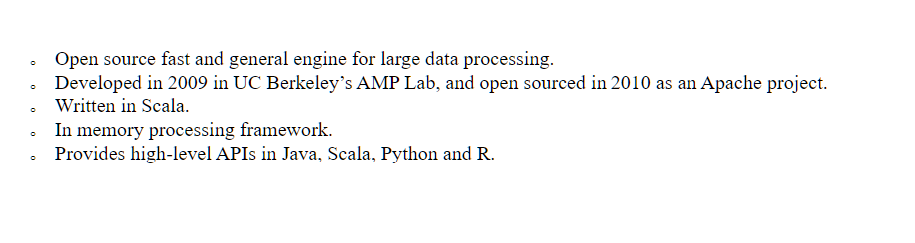 ◦ Open source fast and general engine for large data processing.
◦ Developed in 2009 in UC Berkeley’s AMP Lab, and open sourced in 2010 as an Apache project.
◦ Written in Scala.
◦ In memory processing framework.
◦ Provides high-level APIs in Java, Scala, Python and R.